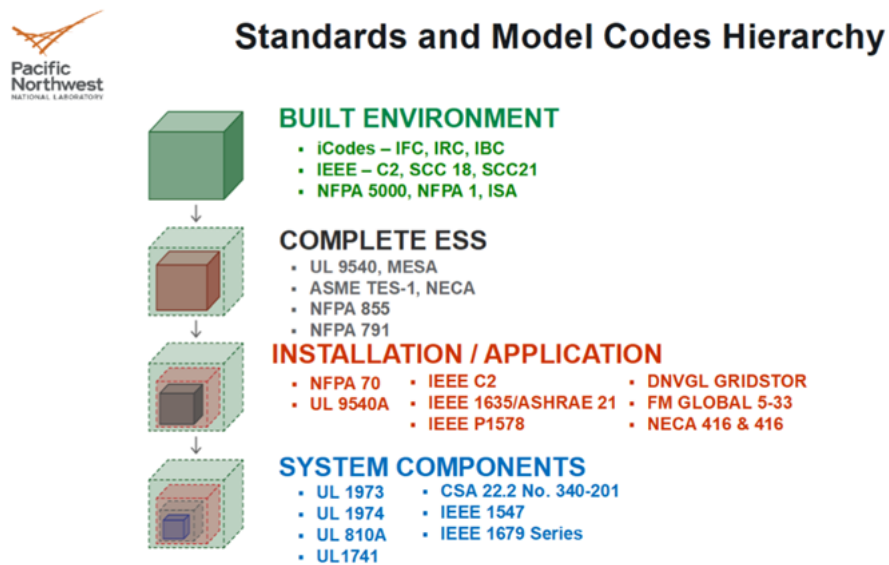 Pacific
Northwest
NATIONAL LABORATORY
Standards and Model Codes Hierarchy
BUILT ENVIRONMENT
▪ iCodes – IFC, IRC, IBC
▪ IEEE – C2, SCC 18, SCC21
▪ NFPA 5000, NFPA 1, ISA
COMPLETE ESS
▪ UL 9540, MESA
▪ ASME TES-1, NECA
▪ NFPA 855
▪ NFPA 791
INSTALLATION / APPLICATION
▪ NFPA 70
▪ UL 9540A
▪ IEEE C2
▪ IEEE 1635/ASHRAE 21
▪ IEEE P1578
▪ DNVGL GRIDSTOR
▪ FM GLOBAL 5-33
▪ NECA 416 & 416
SYSTEM COMPONENTS
▪ UL 1973
▪ UL 1974
▪ UL 810A
▪ UL1741
▪ CSA 22.2 No. 340-201
▪ IEEE 1547
▪ IEEE 1679 Series